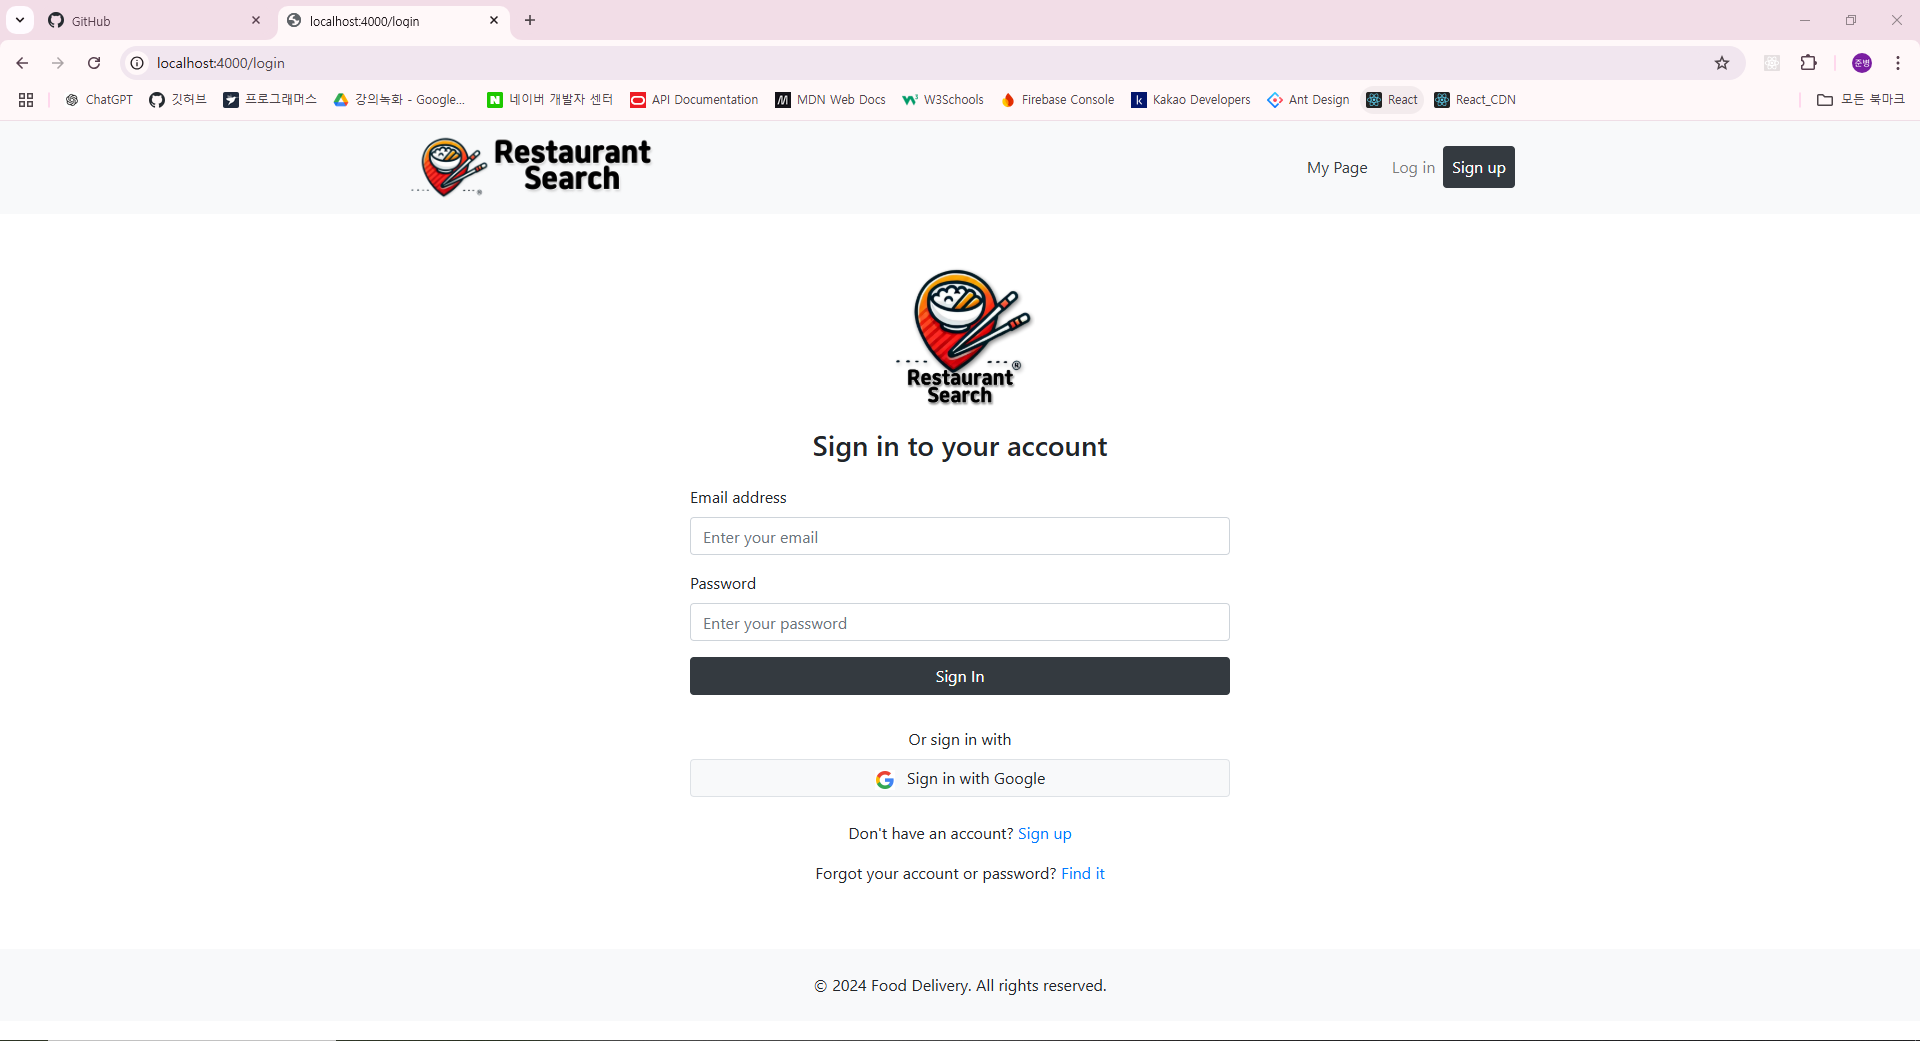 GitHub
localhost:4000/login
localhost:4000/login
준병
ChatGPT 깃허브 프로그래머스 강의녹화 - Google... 네이버 개발자 센터 API Documentation MDN Web Docs W3Schools Firebase Console Kakao Developers Ant Design React React_CDN 모든 북마크
Restaurant
Search
®
My Page Log in Sign up
®
Restaurant
Search
Sign in to your account
Email address
Enter your email
Password
Enter your password
Sign In
Or sign in with
Sign in with Google
Don't have an account? Sign up
Forgot your account or password? Find it
© 2024 Food Delivery. All rights reserved.